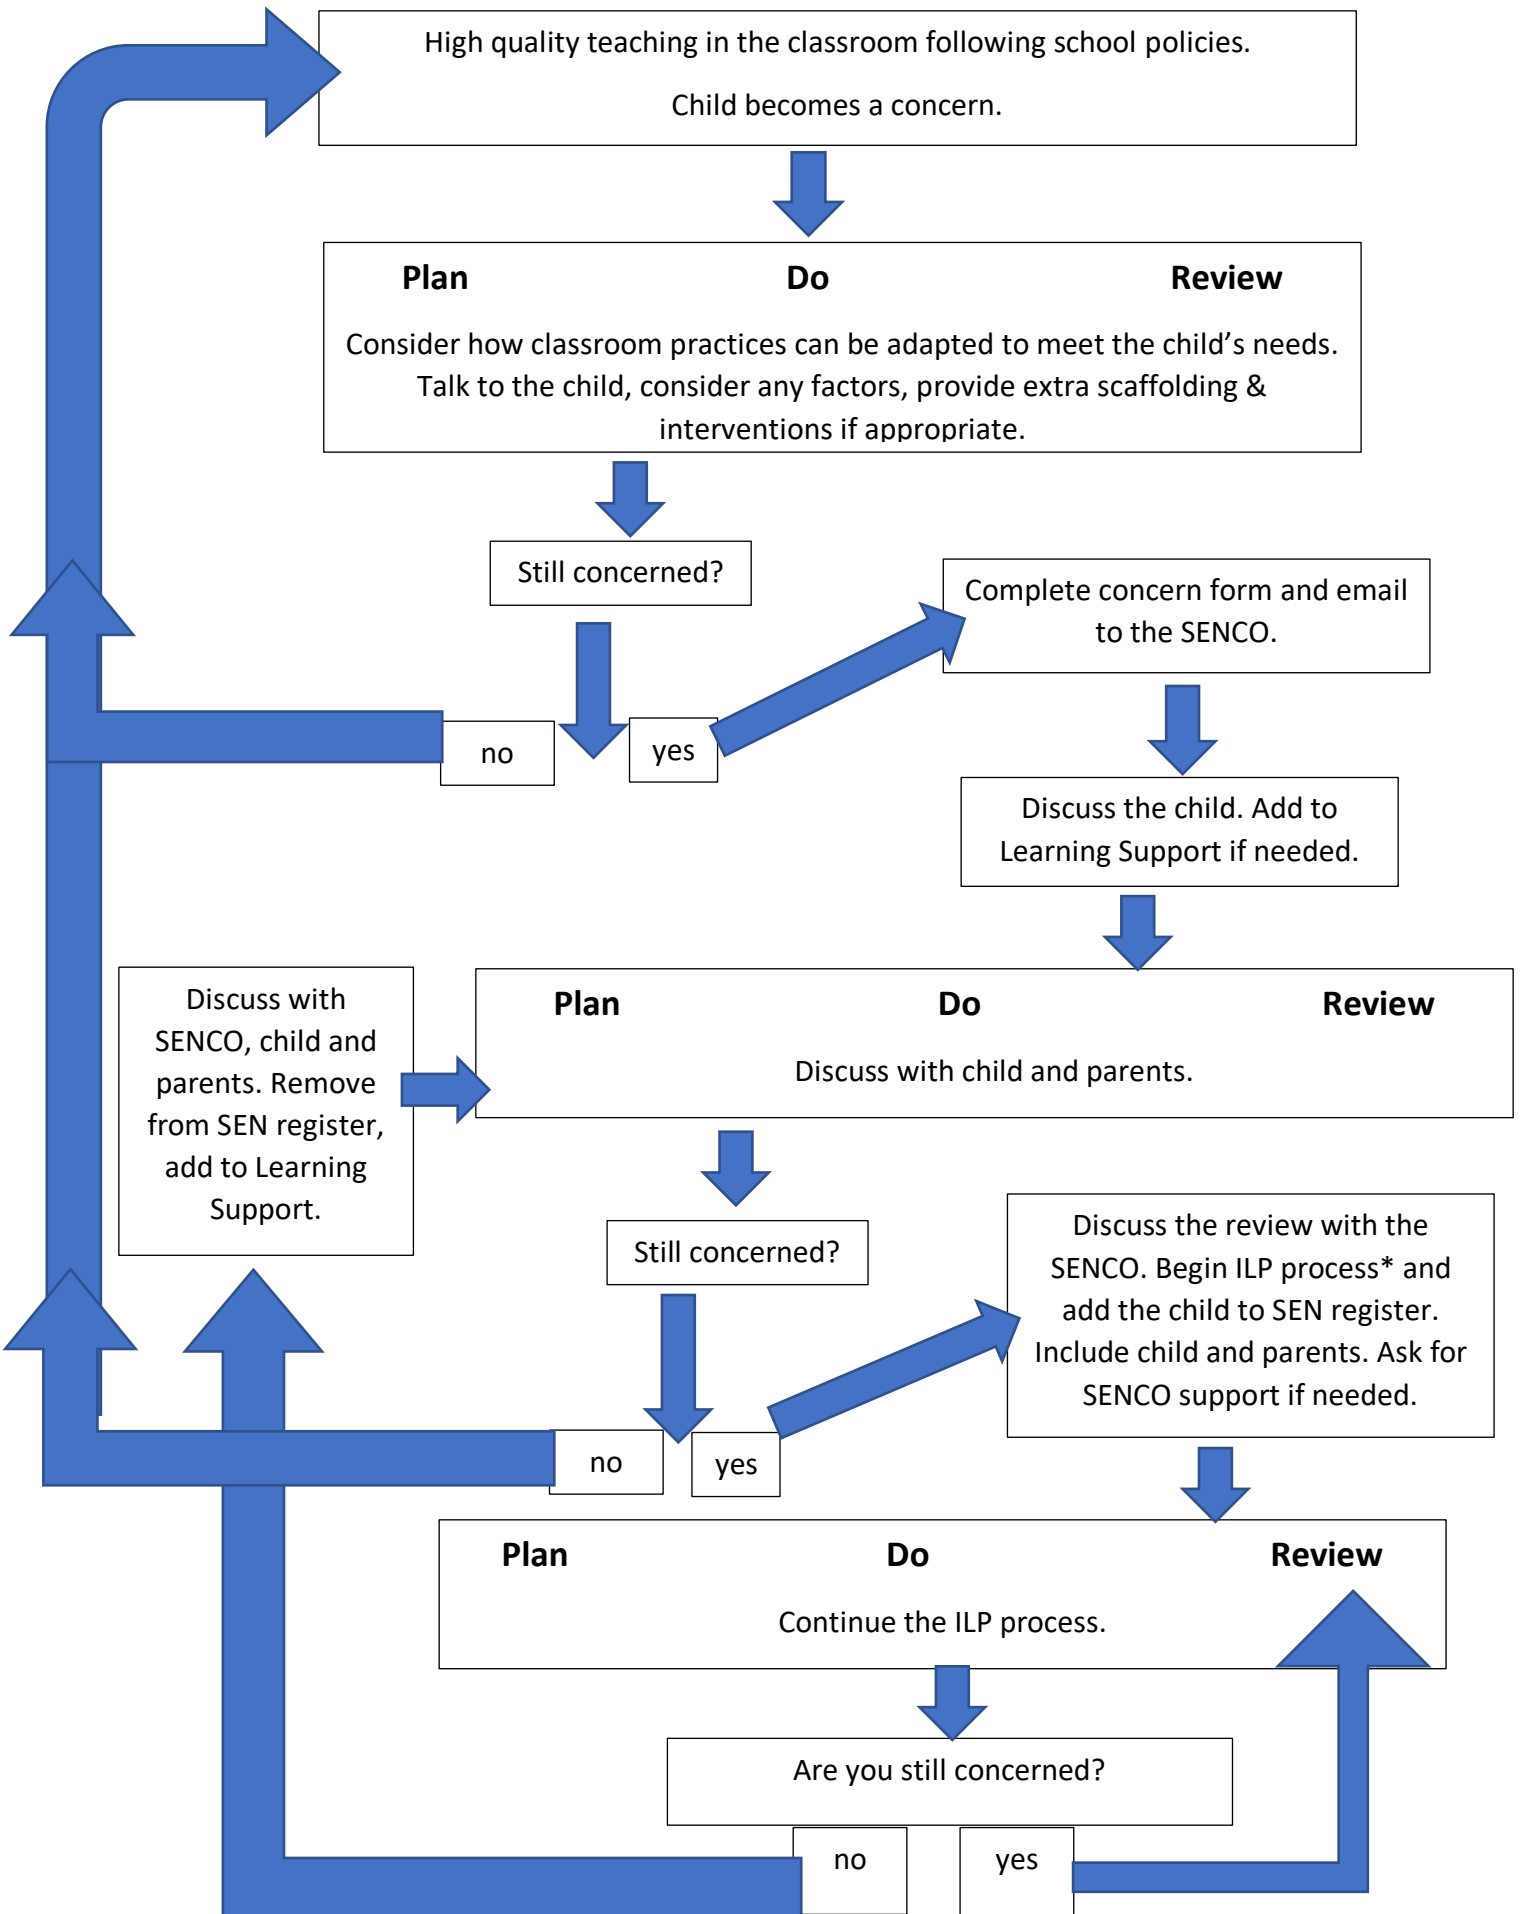 High quality teaching in the classroom following school policies.
Child becomes a concern.
Plan Do Review
Consider how classroom practices can be adapted to meet the child’s needs.
Talk to the child, consider any factors, provide extra scaffolding &
interventions if appropriate.
Still concerned?
Complete concern form and email
to the SENCO.
no
yes
Discuss the child. Add to
Learning Support if needed.
Discuss with
SENCO, child and
parents. Remove
from SEN register,
add to Learning
Support.
Plan Do Review
Discuss with child and parents.
Still concerned?
Discuss the review with the
SENCO. Begin ILP process* and
add the child to SEN register.
Include child and parents. Ask for
SENCO support if needed.
no
yes
Plan Do Review
Continue the ILP process.
Are you still concerned?
no
yes